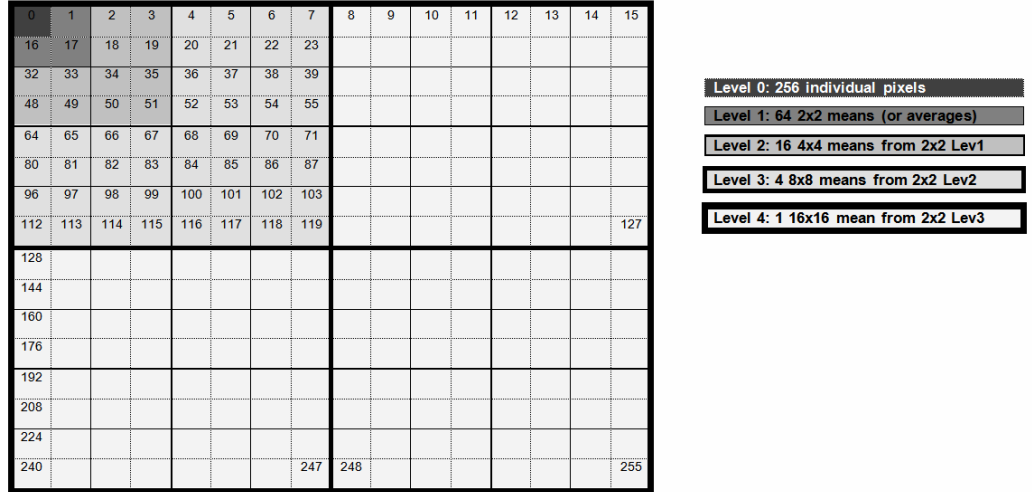 0 1 2 3 4 5 6 7 8 9 10 11 12 13 14 15
16 17 18 19 20 21 22 23
32 33 34 35 36 37 38 39
48 49 50 51 52 53 54 55
64 65 66 67 68 69 70 71
80 81 82 83 84 85 86 87
96 97 98 99 100 101 102 103
112 113 114 115 116 117 118 119 127
128
144
160
176
192
208
224
240 247 248 255
Level 0: 256 individual pixels
Level 1: 64 2x2 means (or averages)
Level 2: 16 4x4 means from 2x2 Lev1
Level 3: 4 8x8 means from 2x2 Lev2
Level 4: 1 16x16 mean from 2x2 Lev3